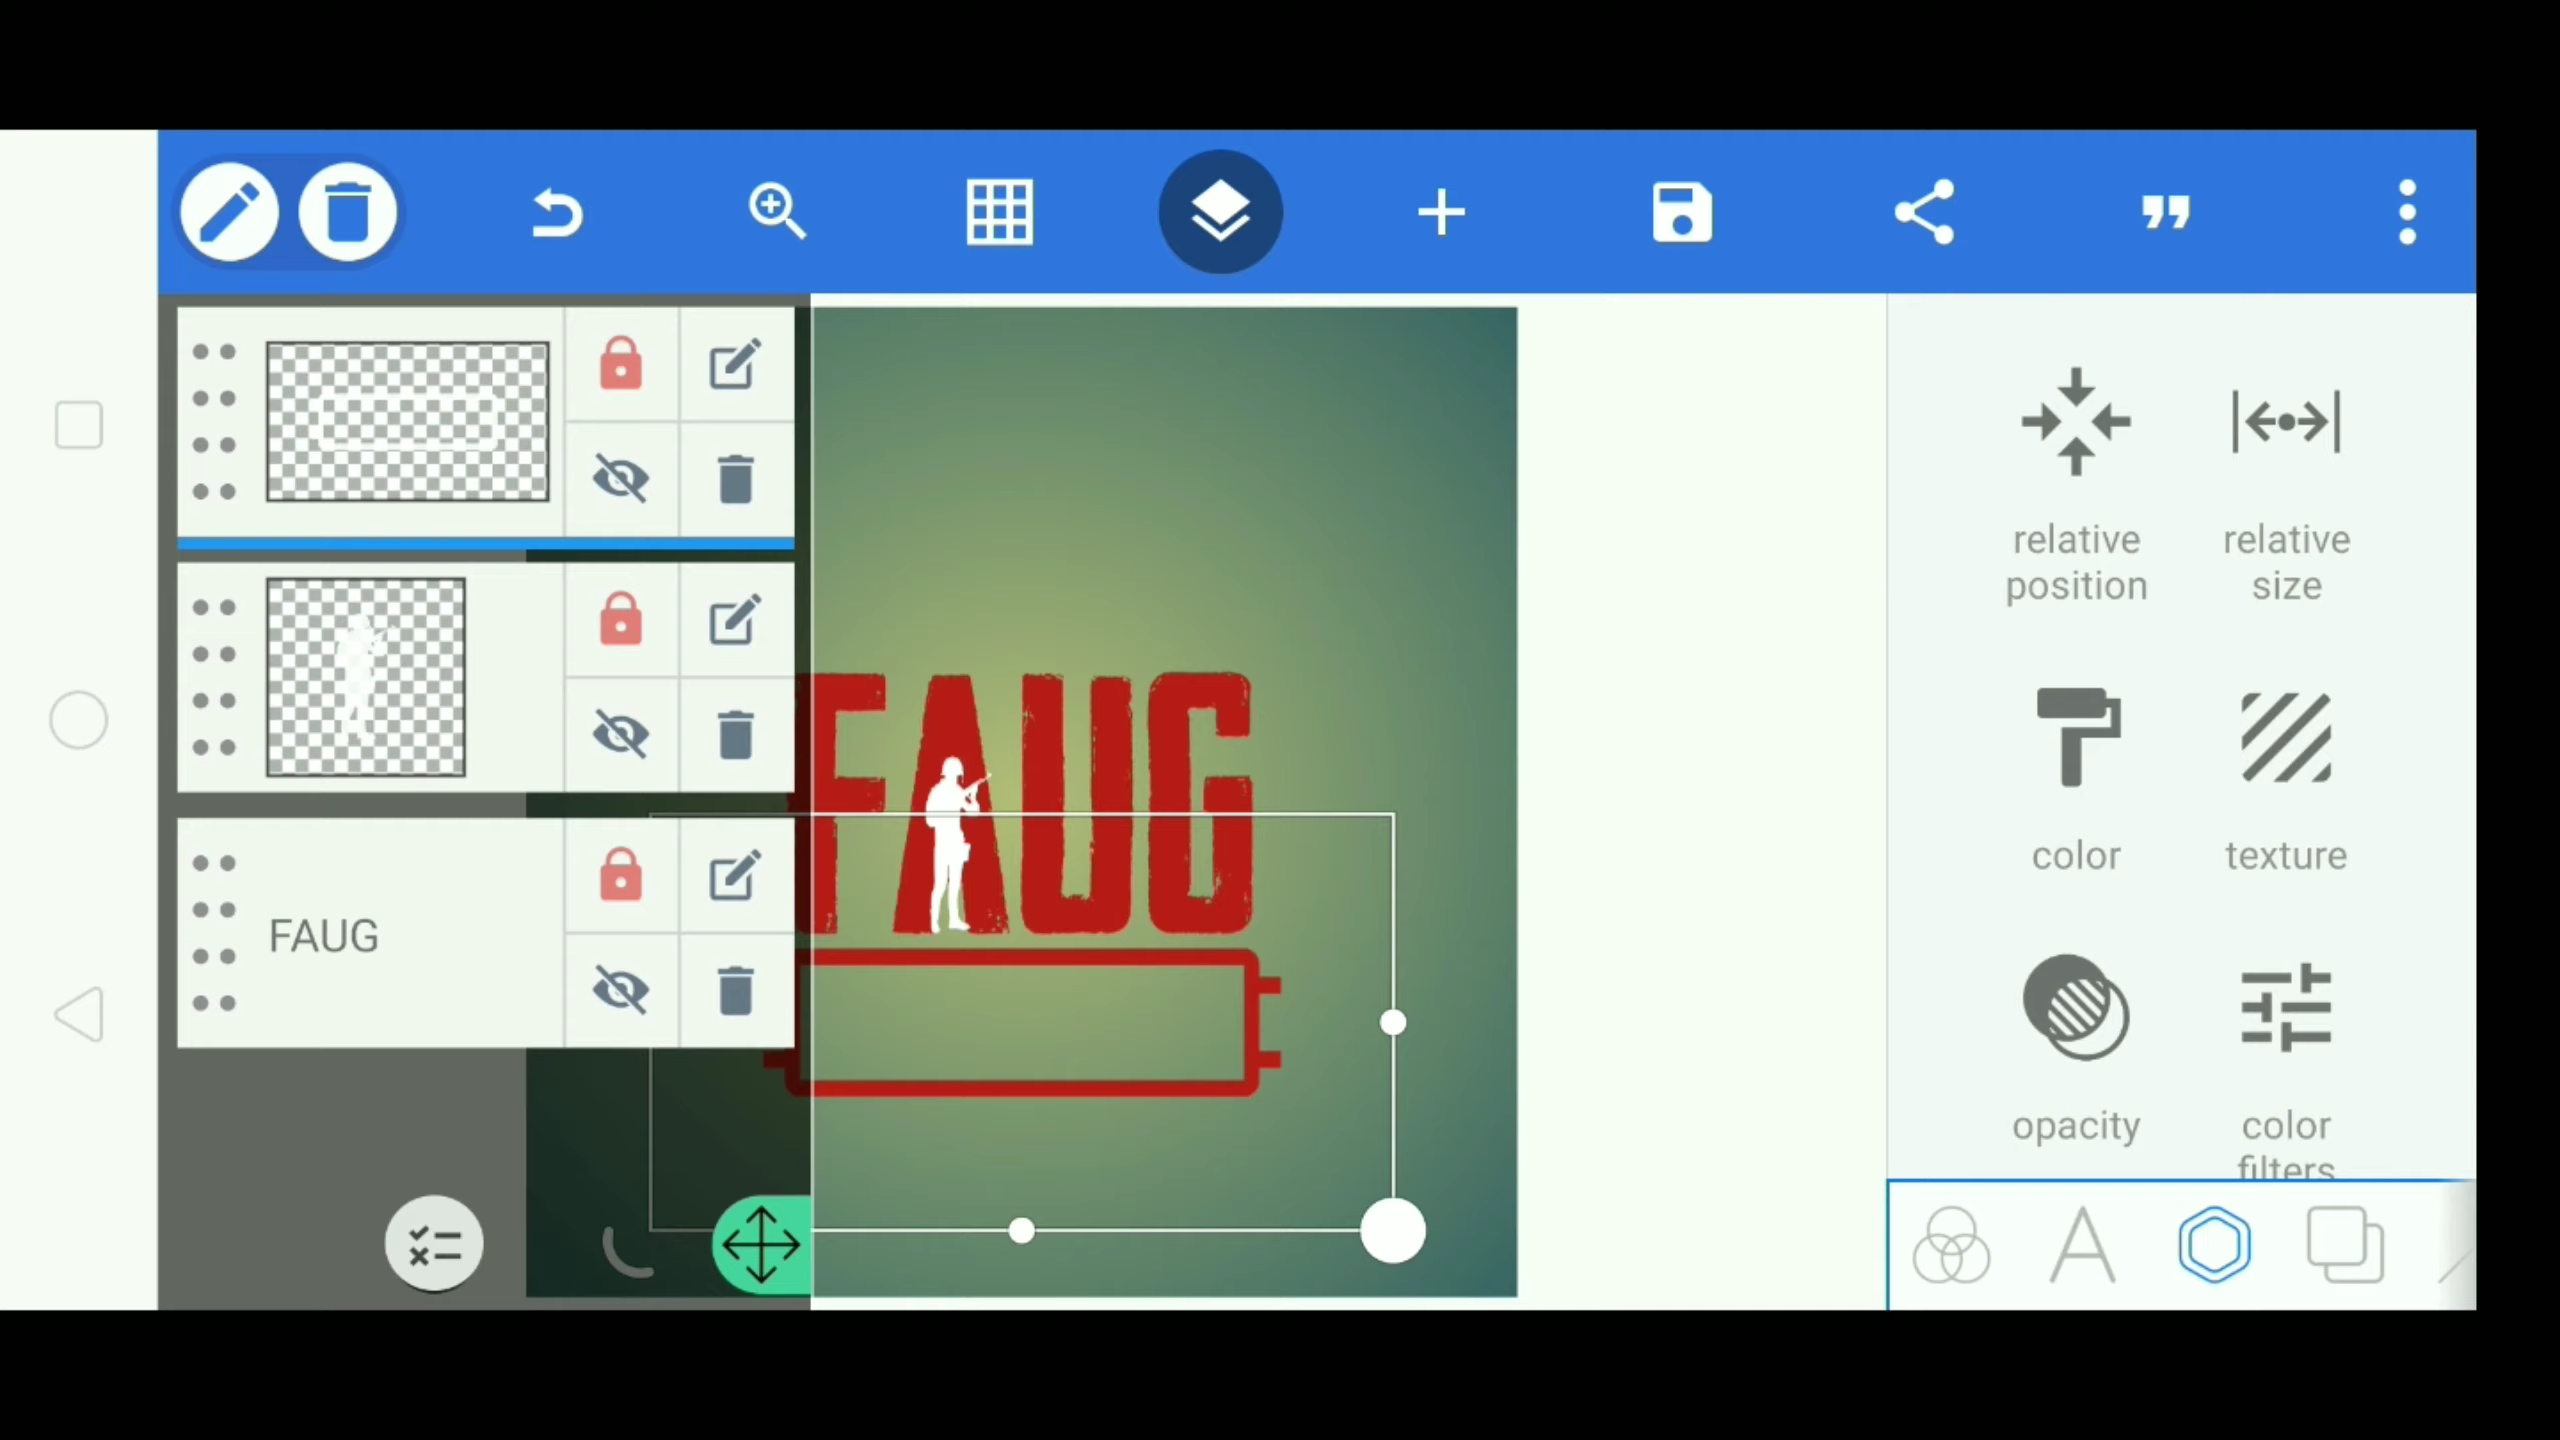 FAUG
FAUG
relative position
relative size
color
texture
opacity
color filters